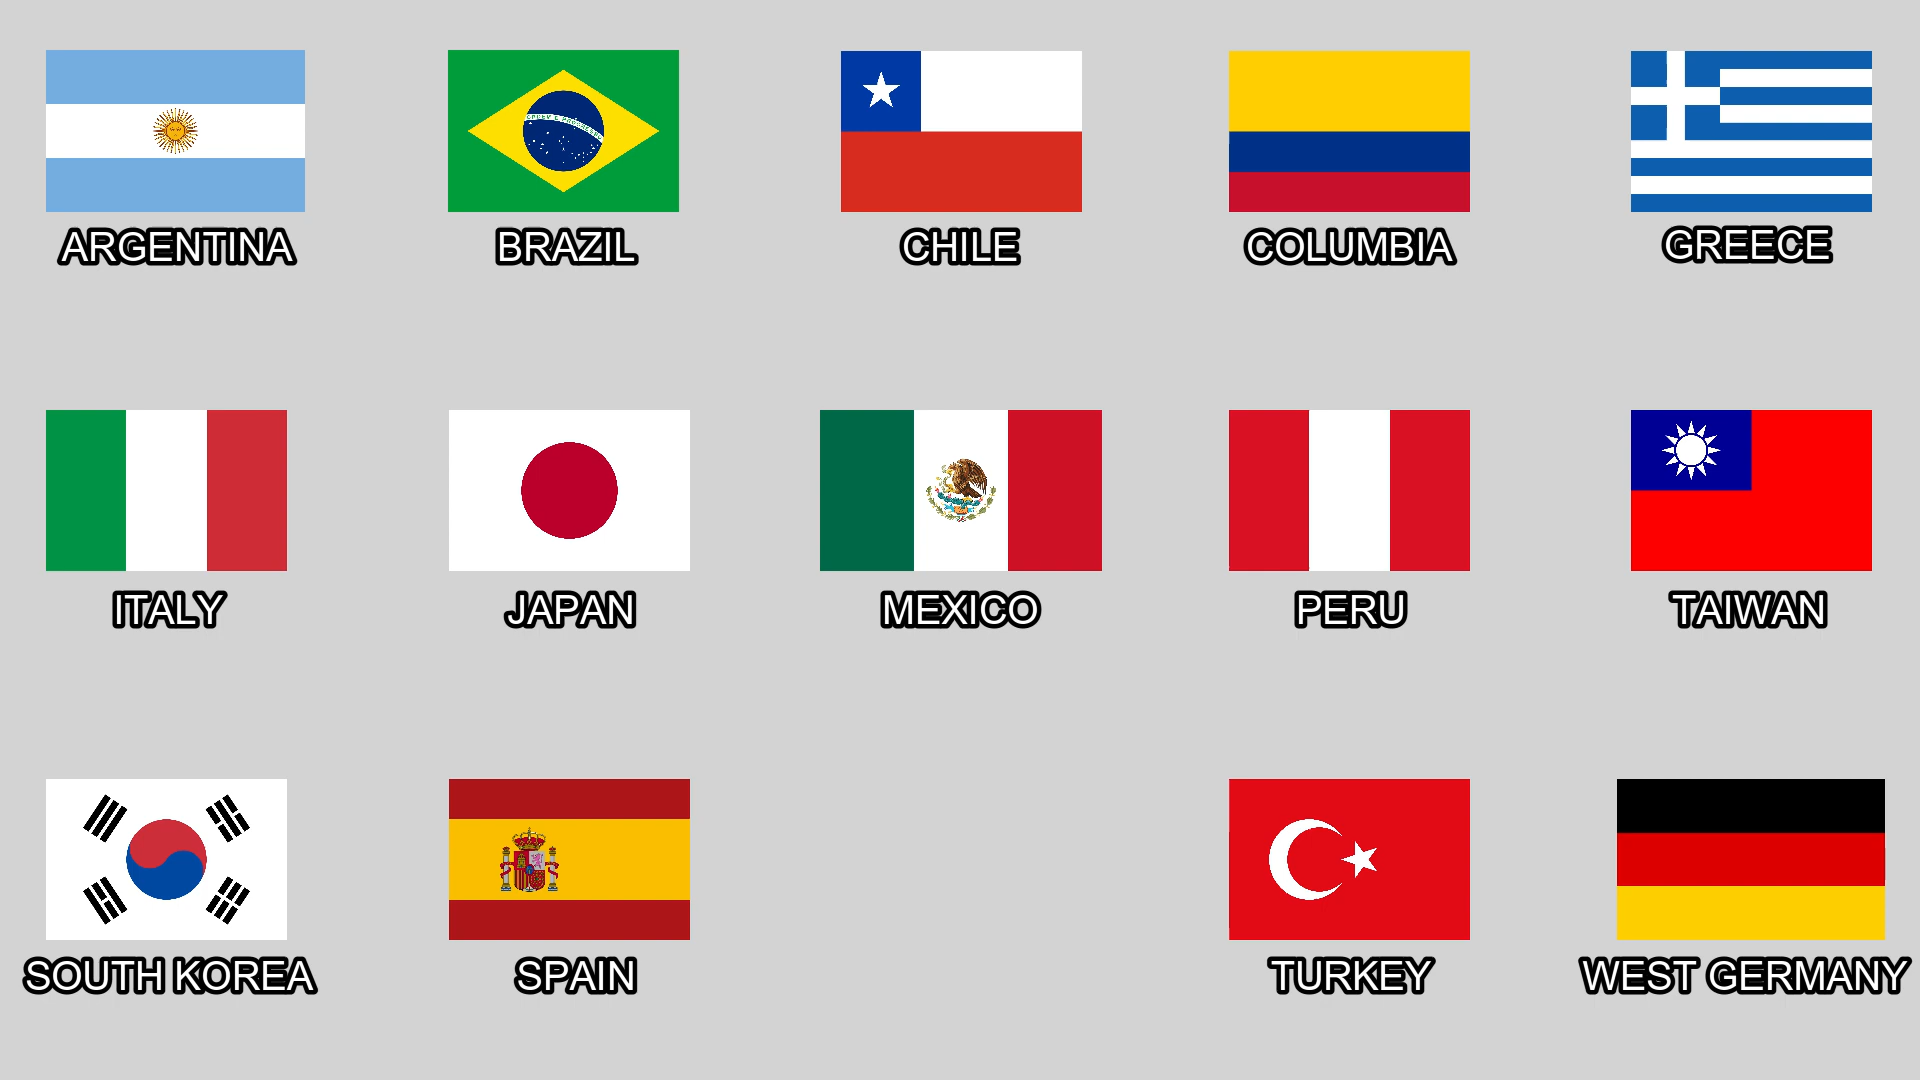 ARGENTINA
BRAZIL
CHILE
COLUMBIA
GREECE
ITALY
JAPAN
MEXICO
PERU
TAIWAN
SOUTH KOREA
SPAIN
TURKEY
WEST GERMANY